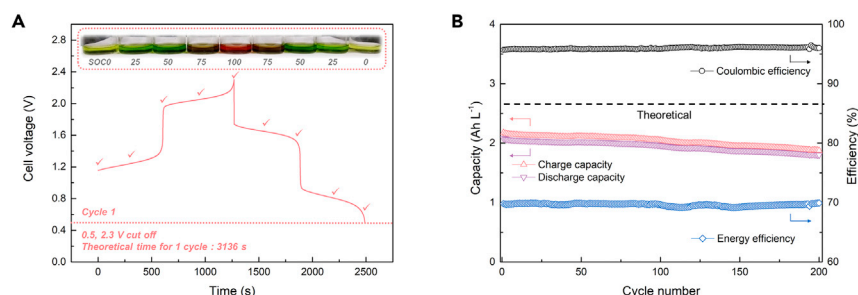 A
2.8
2.4
2.0
1.6
1.2
0.8
0.4
0.0
Cell voltage (V)
SOC0 25 50 75 100 75 50 25 0
Cycle 1
0.5, 2.3 V cut off
Theoretical time for 1 cycle : 3136 s
0 500 1000 1500 2000 2500
Time (s)
B
4
3
2
1
0
Capacity (Ah L⁻¹)
Coulombic efficiency
Theoretical
Charge capacity
Discharge capacity
Energy efficiency
100
90
80
70
60
Efficiency (%)
0 50 100 150 200
Cycle number